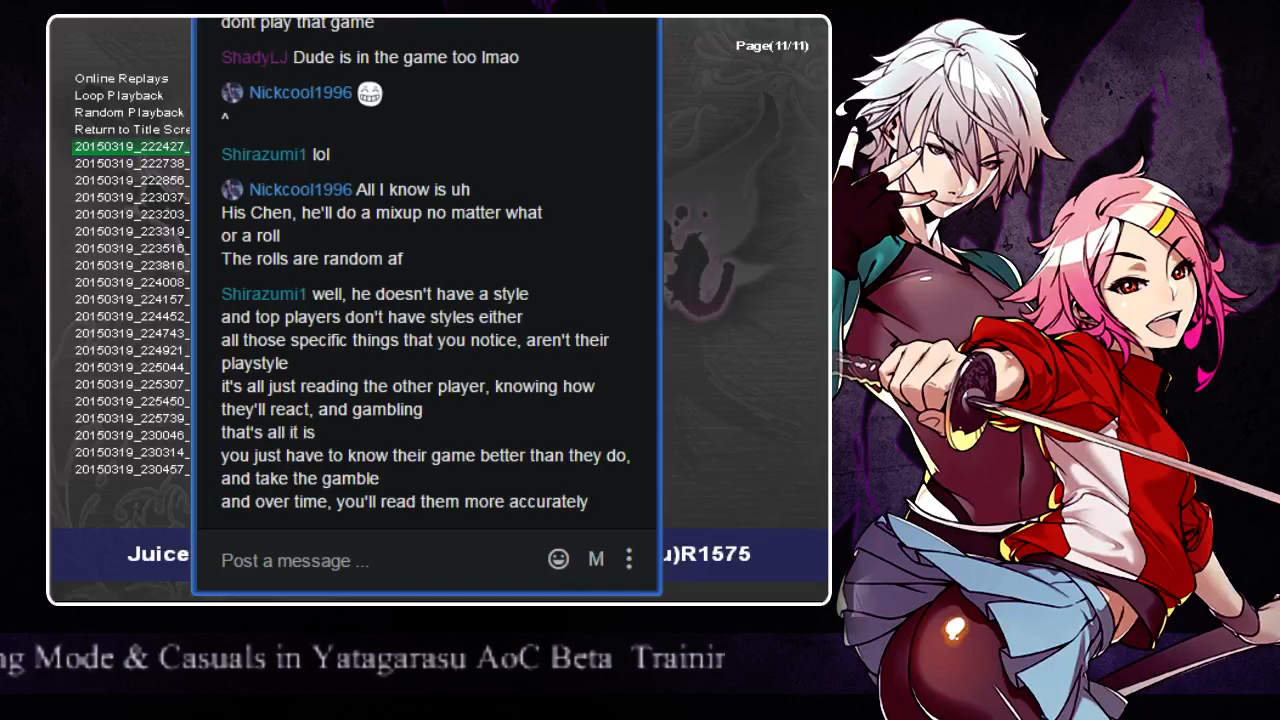 dont play that game
Page(11/11)
ShadyLJ Dude is in the game too lmao
Online Replays
Loop Playback
Random Playback
Return to Title Scre
Nickcool1996
^
Shirazumi1 lol
Nickcool1996 All I know is uh
His Chen, he'll do a mixup no matter what
or a roll
The rolls are random af
Shirazumi1 well, he doesn't have a style
and top players don't have styles either
all those specific things that you notice, aren't their
playstyle
it's all just reading the other player, knowing how
they'll react, and gambling
that's all it is
you just have to know their game better than they do,
and take the gamble
and over time, you'll read them more accurately
20150319_222427_
20150319_222738_
20150319_222856_
20150319_223037_
20150319_223203_
20150319_223319_
20150319_223516_
20150319_223816_
20150319_224008_
20150319_224157_
20150319_224452_
20150319_224743_
20150319_224921_
20150319_225044_
20150319_225307_
20150319_225450_
20150319_225739_
20150319_230046_
20150319_230314_
20150319_230457_
Post a message ...
M
Juice
u)R1575
ng Mode & Casuals in Yatagarasu AoC Beta Trainin